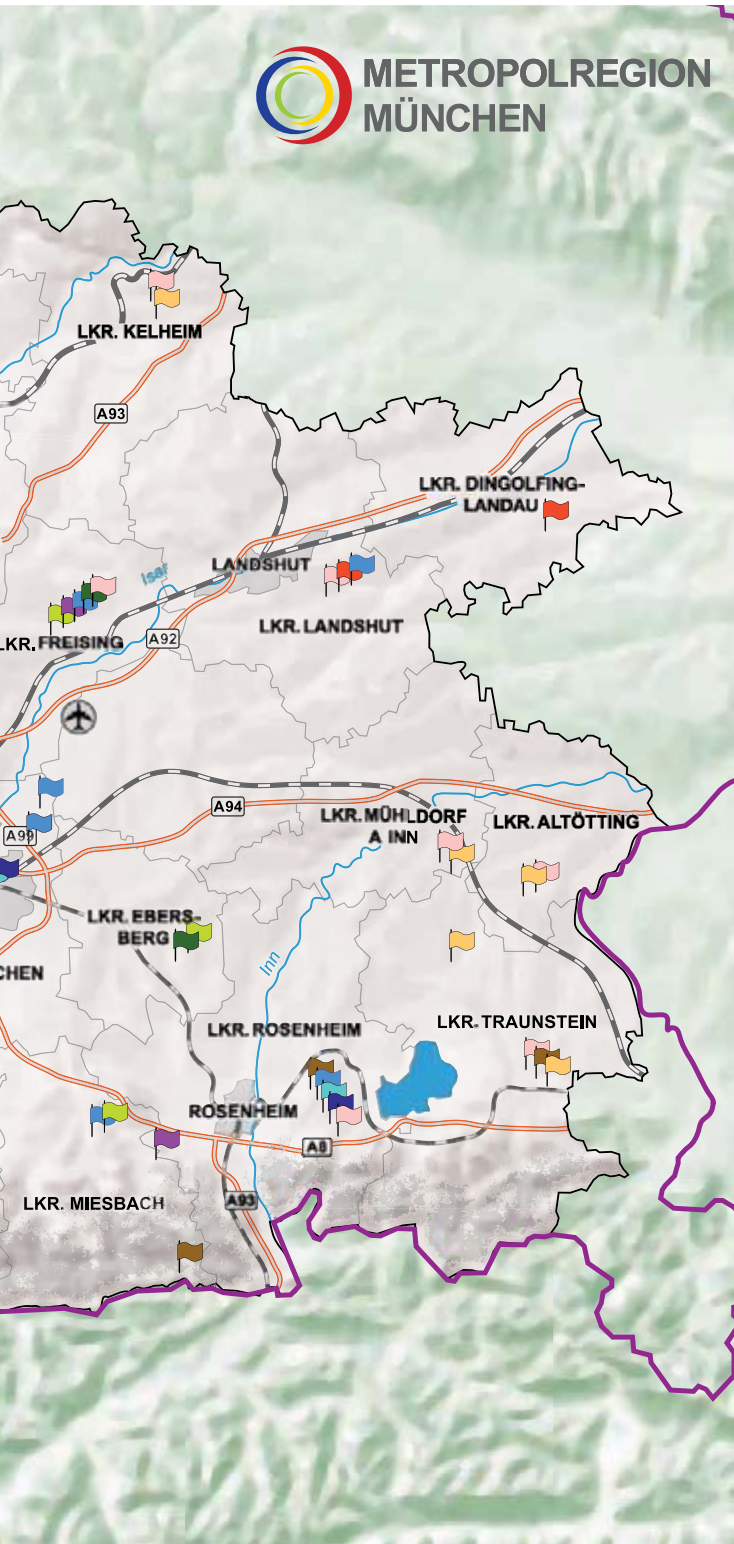 METROPOLREGION
MÜNCHEN
LKR. KELHEIM
A93
LKR. DINGOLFING-
LANDAU
Isar
LANDSHUT
LKR. LANDSHUT
LKR. FREISING
A92
A94
LKR. MÜHLDORF
A INN
LKR. ALTÖTTING
A99
LKR. EBERS-
BERG
CHEN
Inn
LKR. TRAUNSTEIN
LKR. ROSENHEIM
ROSENHEIM
A8
LKR. MIESBACH
A93